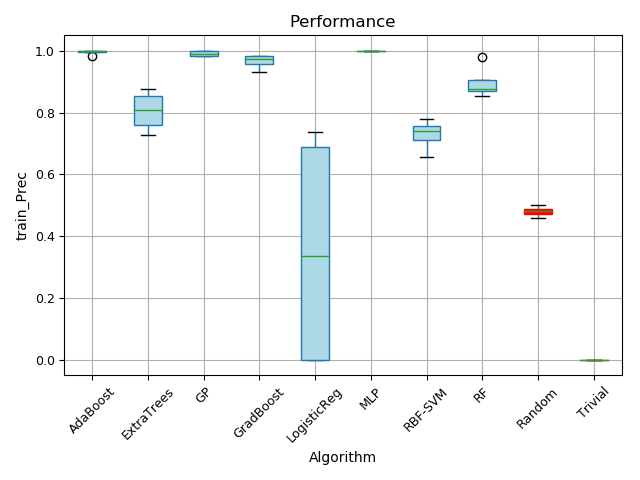 Performance
train_Prec
1.0
0.8
0.6
0.4
0.2
0.0
AdaBoost
ExtraTrees
GP
GradBoost
LogisticReg
MLP
RBF-SVM
RF
Random
Trivial
Algorithm